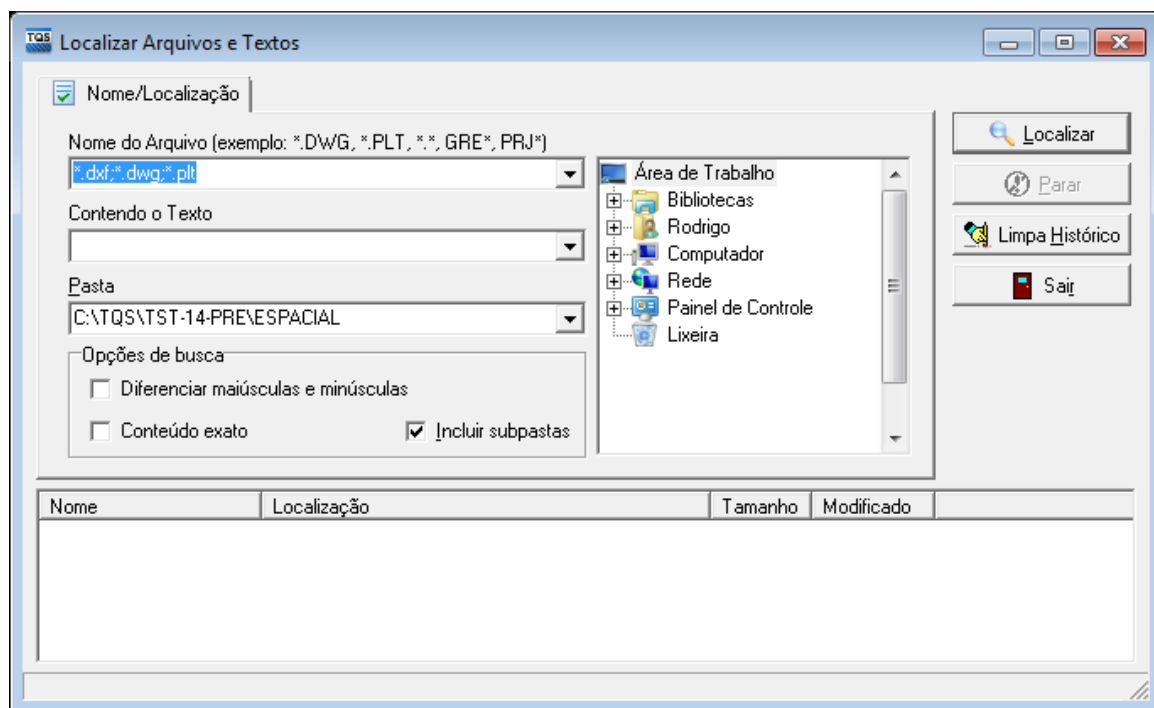 TQS
Localizar Arquivos e Textos
Nome/Localização
Nome do Arquivo (exemplo: *.DWG, *.PLT, *.*, GRE*, PRJ*)
*.dxf;*.dwg;*.plt
Contendo o Texto
Pasta
C:\TQS\TST-14-PRE\ESPACIAL
Opções de busca
Diferenciar maiúsculas e minúsculas
Conteúdo exato
Incluir subpastas
Área de Trabalho
Bibliotecas
Rodrigo
Computador
Rede
Painel de Controle
Lixeira
Localizar
Parar
Limpa Histórico
Sair
Nome Localização Tamanho Modificado